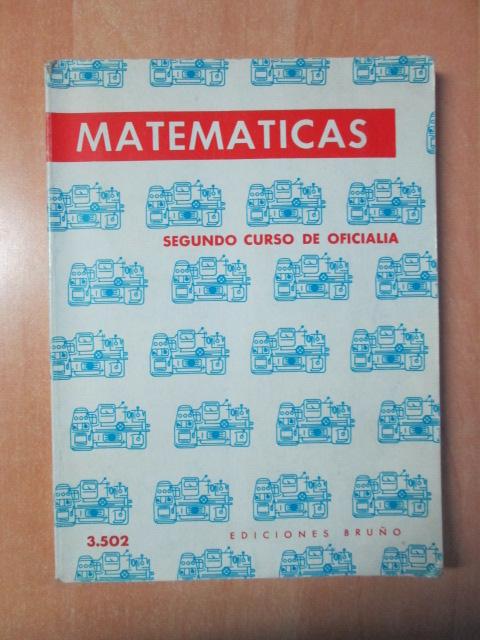 MATEMATICAS
SEGUNDO CURSO DE OFICIALIA
3.502
EDICIONES BRUÑO